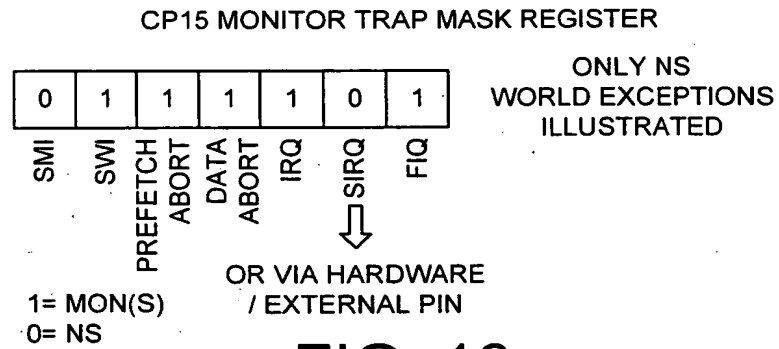 CP15 MONITOR TRAP MASK REGISTER
ONLY NS
WORLD EXCEPTIONS
ILLUSTRATED
0 1 1 1 1 0 1
SMI
SWI
PREFETCH
ABORT
DATA
ABORT
IRQ
SIRQ
FIQ
OR VIA HARDWARE
/ EXTERNAL PIN
1= MON(S)
0= NS